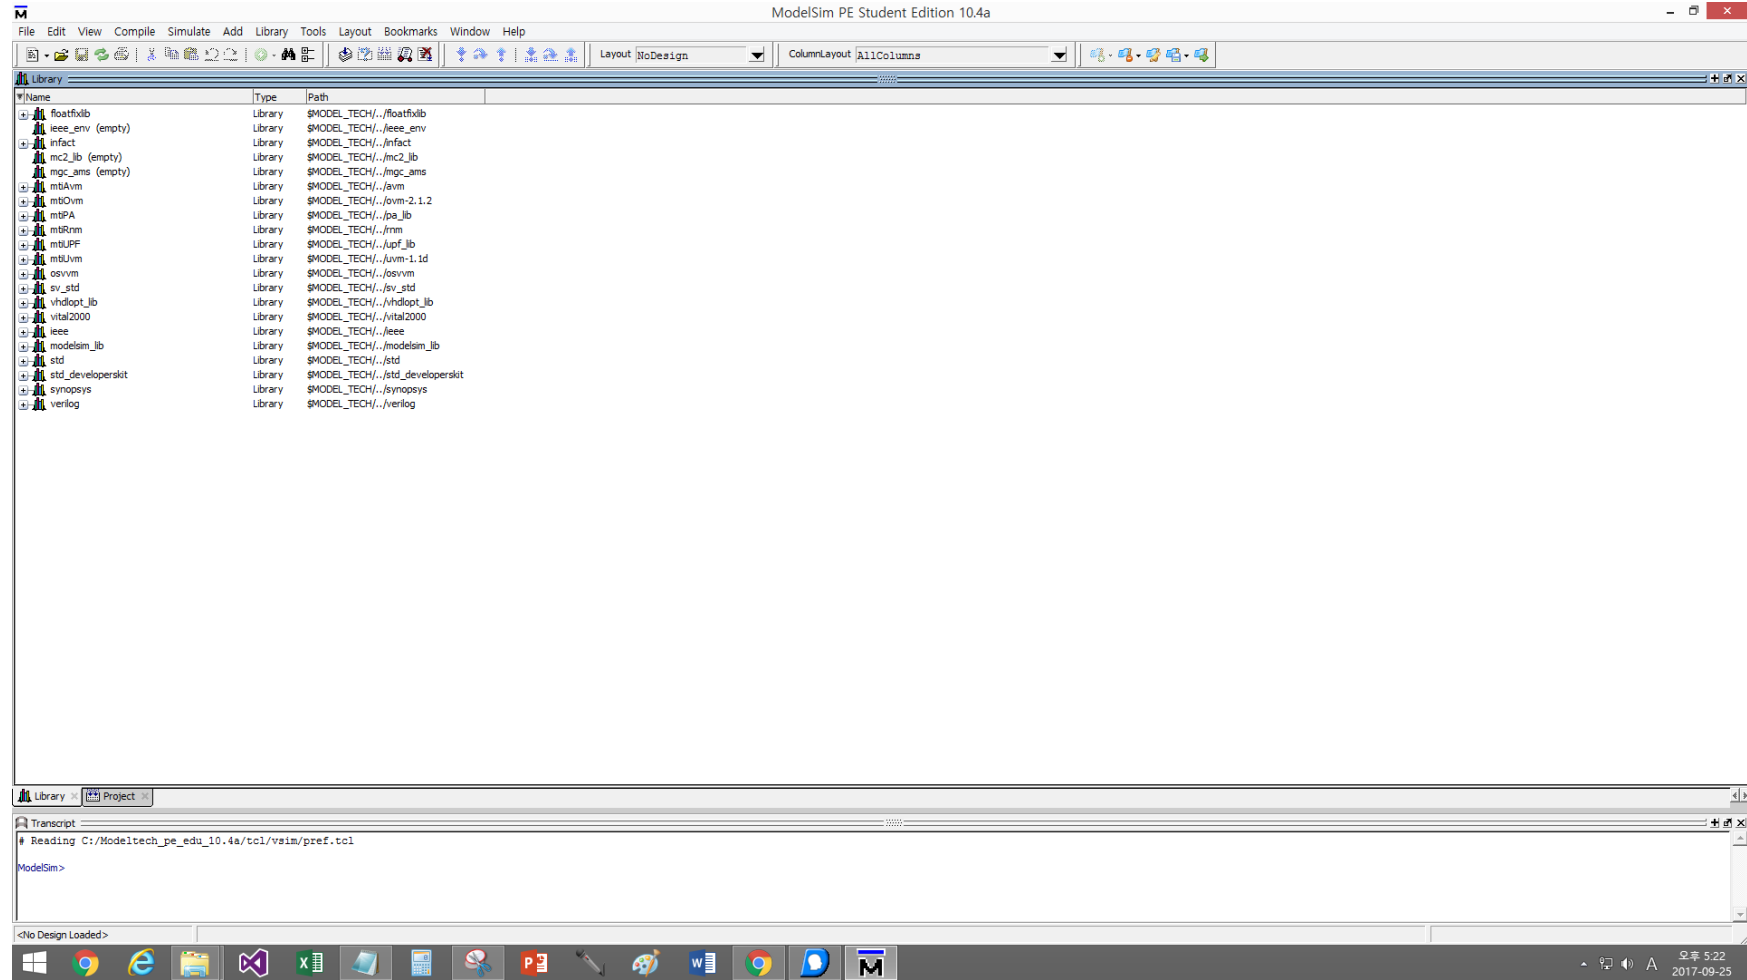 ModelSim PE Student Edition 10.4a
File Edit View Compile Simulate Add Library Tools Layout Bookmarks Window Help
Layout NoDesign ColumnLayout AllColumns
Library
Name Type Path
floatfixlib Library $MODEL_TECH/../floatfixlib
ieee_env (empty) Library $MODEL_TECH/../ieee_env
infact Library $MODEL_TECH/../infact
mc2_lib (empty) Library $MODEL_TECH/../mc2_lib
mgc_ams (empty) Library $MODEL_TECH/../mgc_ams
mtiAvm Library $MODEL_TECH/../avm
mtiOvm Library $MODEL_TECH/../ovm-2.1.2
mtiPA Library $MODEL_TECH/../pa_lib
mtiRnm Library $MODEL_TECH/../rnm
mtiUPF Library $MODEL_TECH/../upf_lib
mtiUvm Library $MODEL_TECH/../uvm-1.1d
osvvm Library $MODEL_TECH/../osvvm
sv_std Library $MODEL_TECH/../sv_std
vhdlopt_lib Library $MODEL_TECH/../vhdlopt_lib
vital2000 Library $MODEL_TECH/../vital2000
ieee Library $MODEL_TECH/../ieee
modelsim_lib Library $MODEL_TECH/../modelsim_lib
std Library $MODEL_TECH/../std
std_developerskit Library $MODEL_TECH/../std_developerskit
synopsys Library $MODEL_TECH/../synopsys
verilog Library $MODEL_TECH/../verilog
Library Project
Transcript
# Reading C:/Modeltech_pe_edu_10.4a/tcl/vsim/pref.tcl
ModelSim>
<No Design Loaded>
A 오후 5:22
2017-09-25